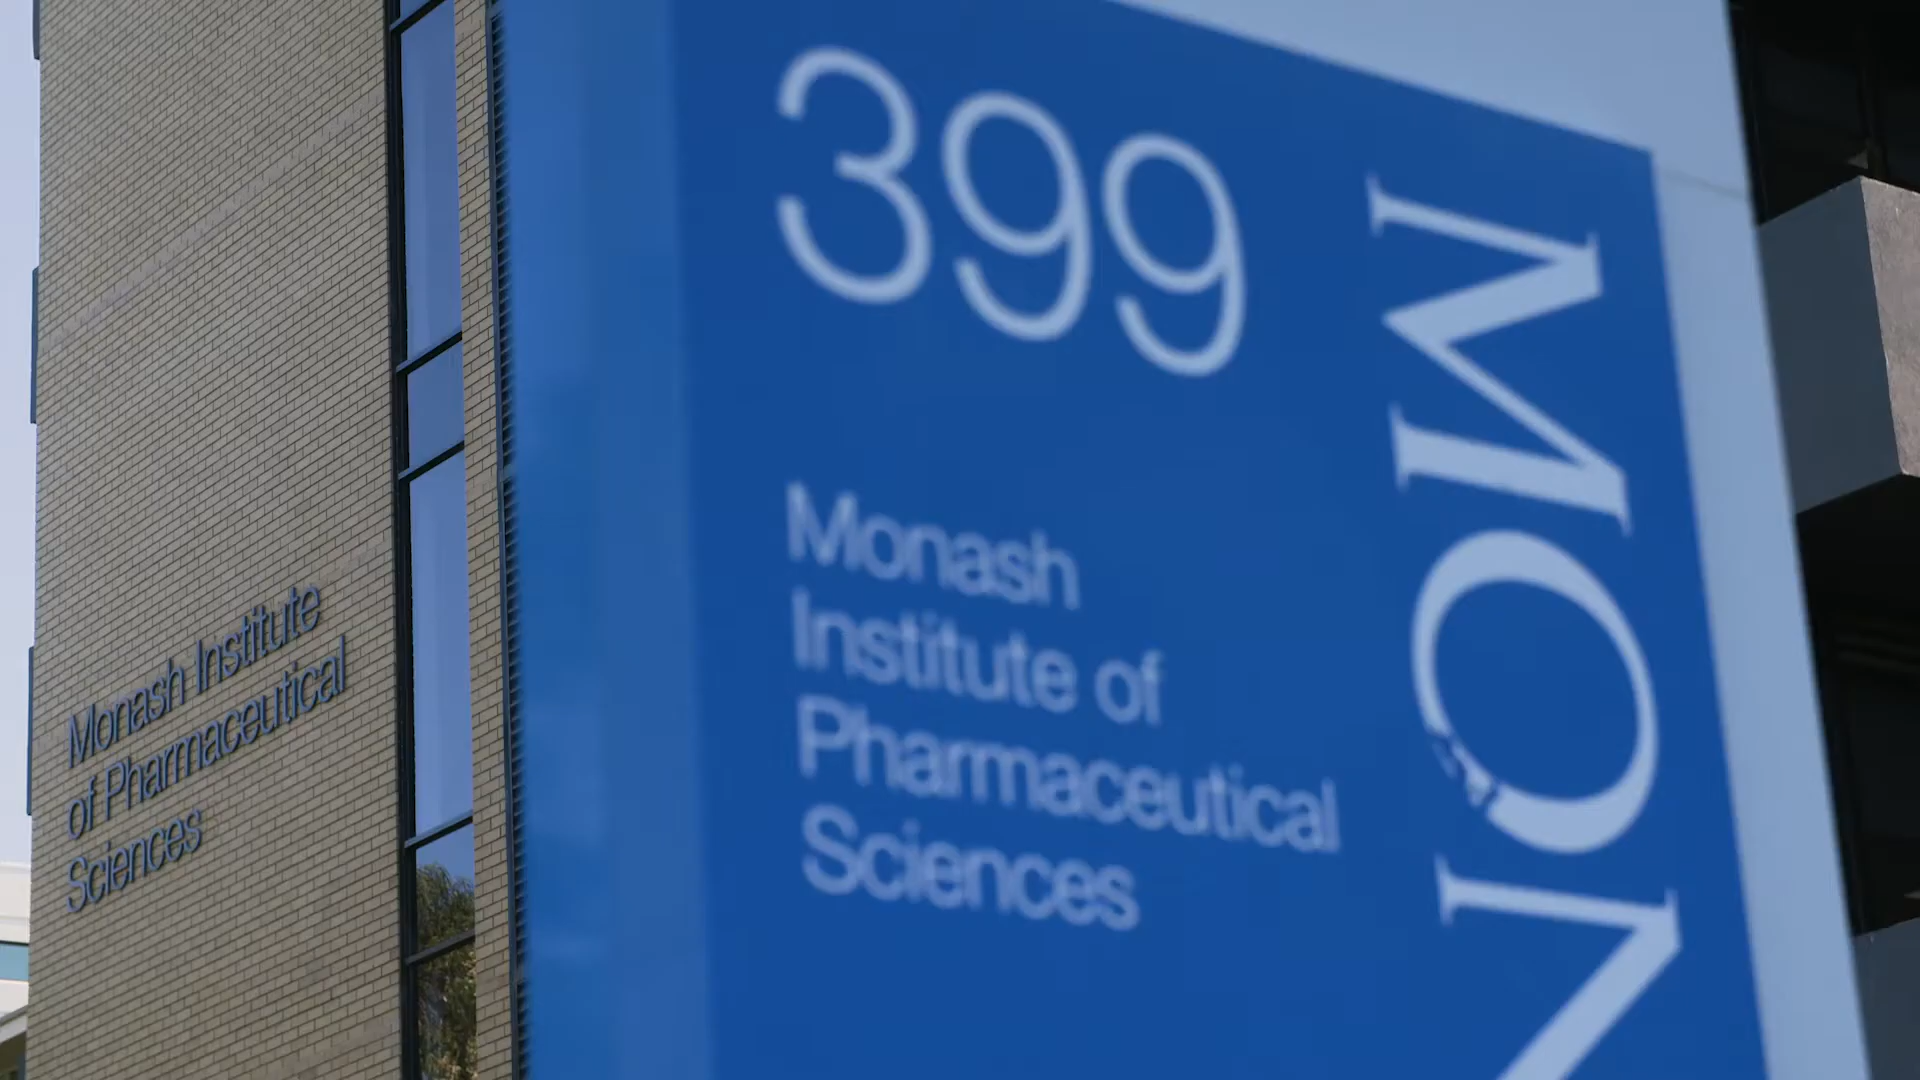 Monash Institute
of Pharmaceutical
Sciences
399
Monash
Institute of
Pharmaceutical
Sciences
MON